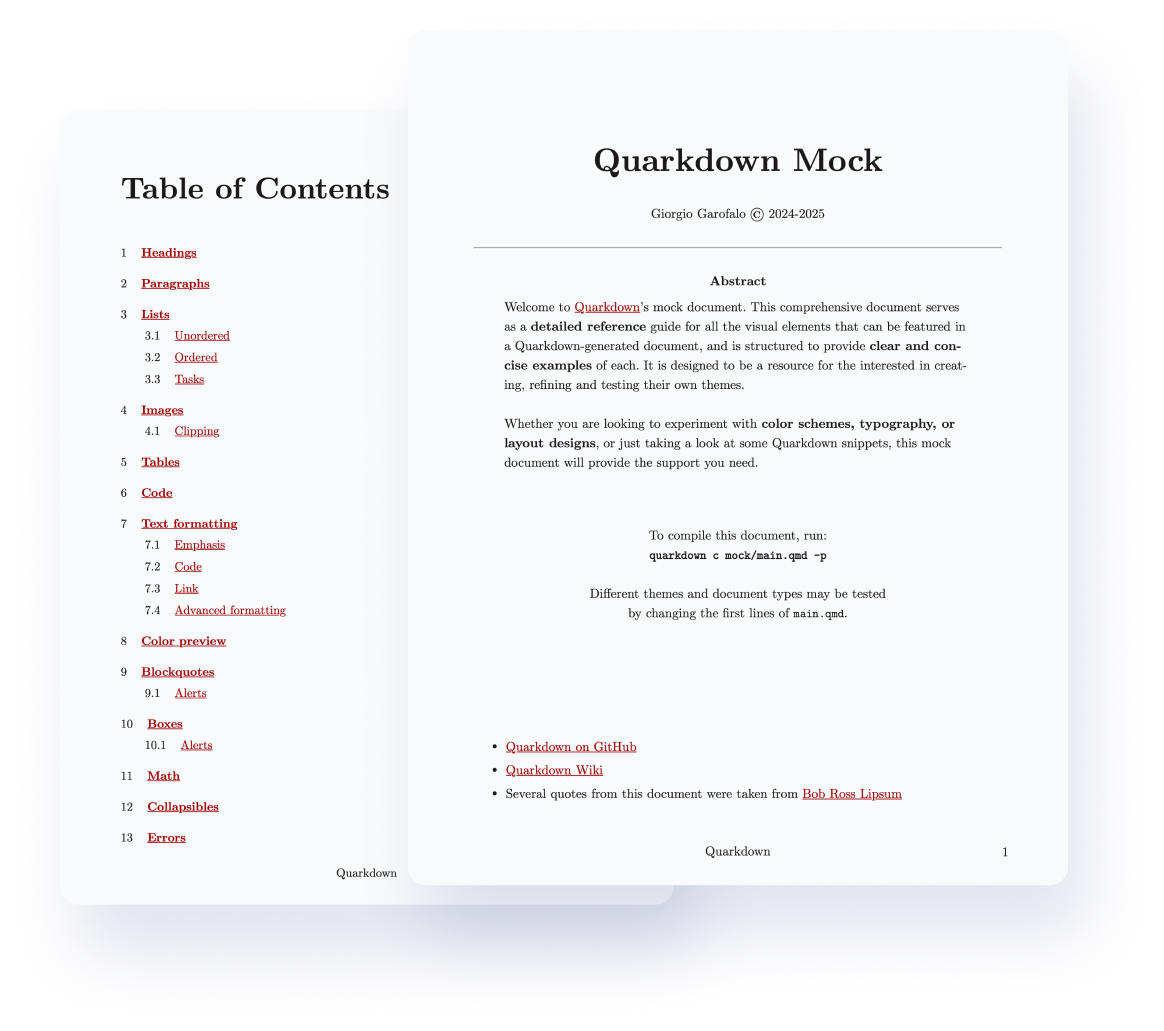 Table of Contents
1 Headings
2 Paragraphs
3 Lists
3.1 Unordered
3.2 Ordered
3.3 Tasks
4 Images
4.1 Clipping
5 Tables
6 Code
7 Text formatting
7.1 Emphasis
7.2 Code
7.3 Link
7.4 Advanced formatting
8 Color preview
9 Blockquotes
9.1 Alerts
10 Boxes
10.1 Alerts
11 Math
12 Collapsibles
13 Errors
Quarkdown
Quarkdown Mock
Giorgio Garofalo © 2024-2025
Abstract
Welcome to Quarkdown's mock document. This comprehensive document serves
as a detailed reference guide for all the visual elements that can be featured in
a Quarkdown-generated document, and is structured to provide clear and con-
cise examples of each. It is designed to be a resource for the interested in creat-
ing, refining and testing their own themes.
Whether you are looking to experiment with color schemes, typography, or
layout designs, or just taking a look at some Quarkdown snippets, this mock
document will provide the support you need.
To compile this document, run:
quarkdown c mock/main.qmd -p
Different themes and document types may be tested
by changing the first lines of main.qmd.
• Quarkdown on GitHub
• Quarkdown Wiki
• Several quotes from this document were taken from Bob Ross Lipsum
Quarkdown 1